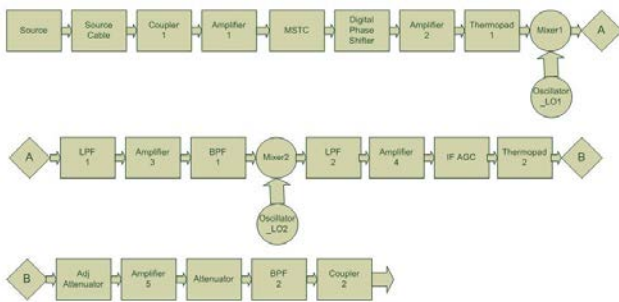 Source
Source
Cable
Coupler
1
Amplifier
1
MSTC
Digital
Phase
Shifter
Amplifier
2
Thermopad
1
Mixer1
A
Oscillator
_LO1
A
LPF
1
Amplifier
3
BPF
1
Mixer2
LPF
2
Amplifier
4
IF AGC
Thermopad
2
B
Oscillator
_LO2
B
Adj
Attenuator
Amplifier
5
Attenuator
BPF
2
Coupler
2